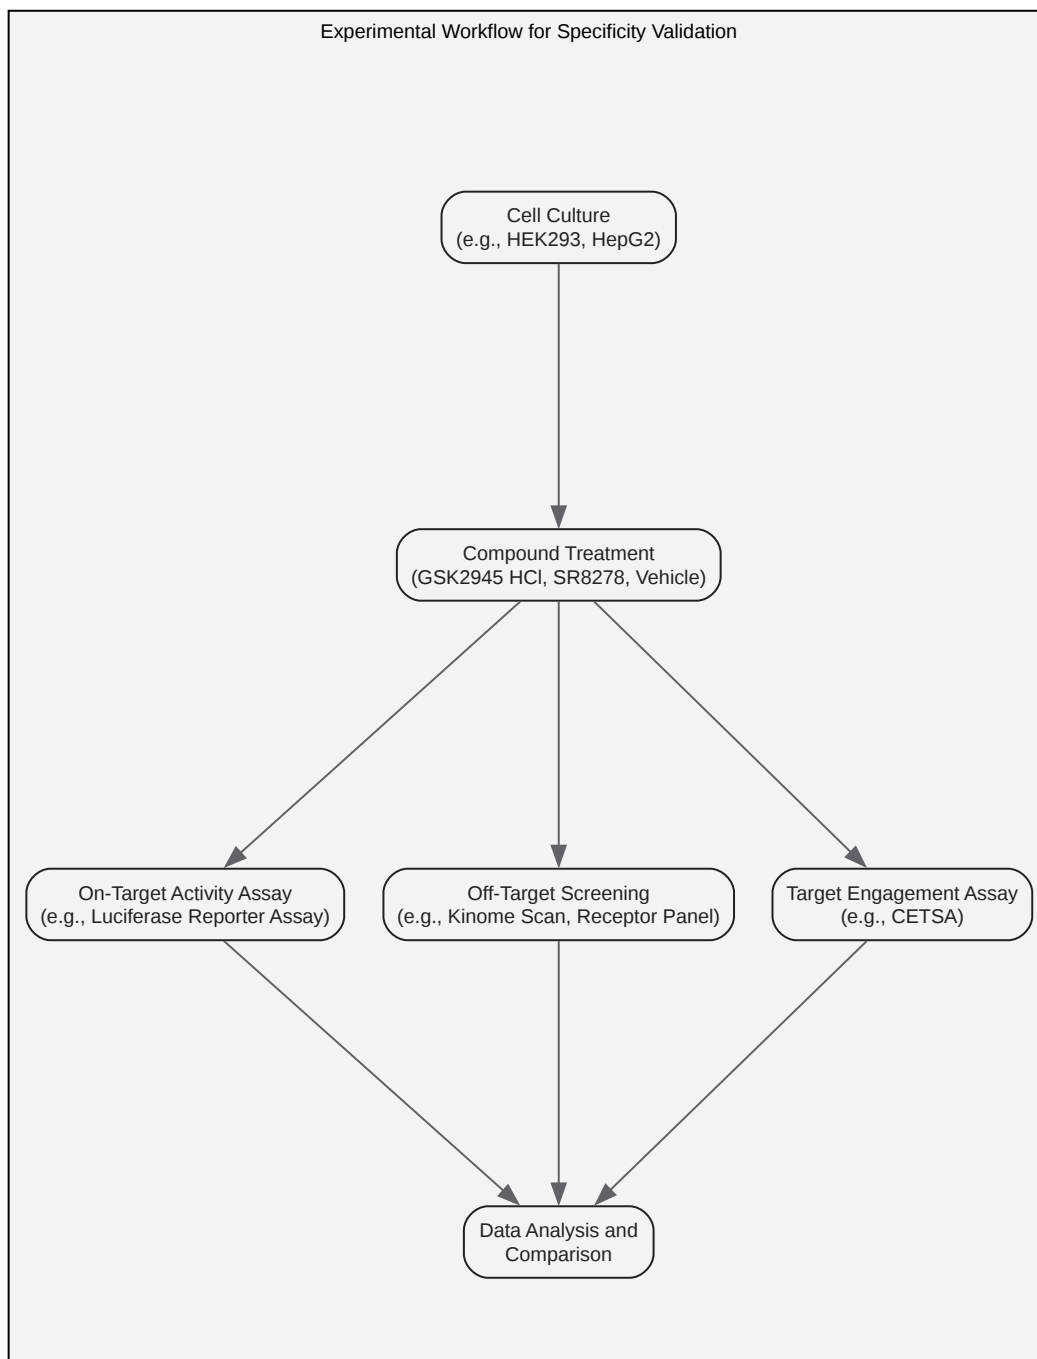 Experimental Workflow for Specificity Validation
Cell Culture
(e.g., HEK293, HepG2)
Compound Treatment
(GSK2945 HCl, SR8278, Vehicle)
On-Target Activity Assay
(e.g., Luciferase Reporter Assay)
Off-Target Screening
(e.g., Kinome Scan, Receptor Panel)
Target Engagement Assay
(e.g., CETSA)
Data Analysis and
Comparison